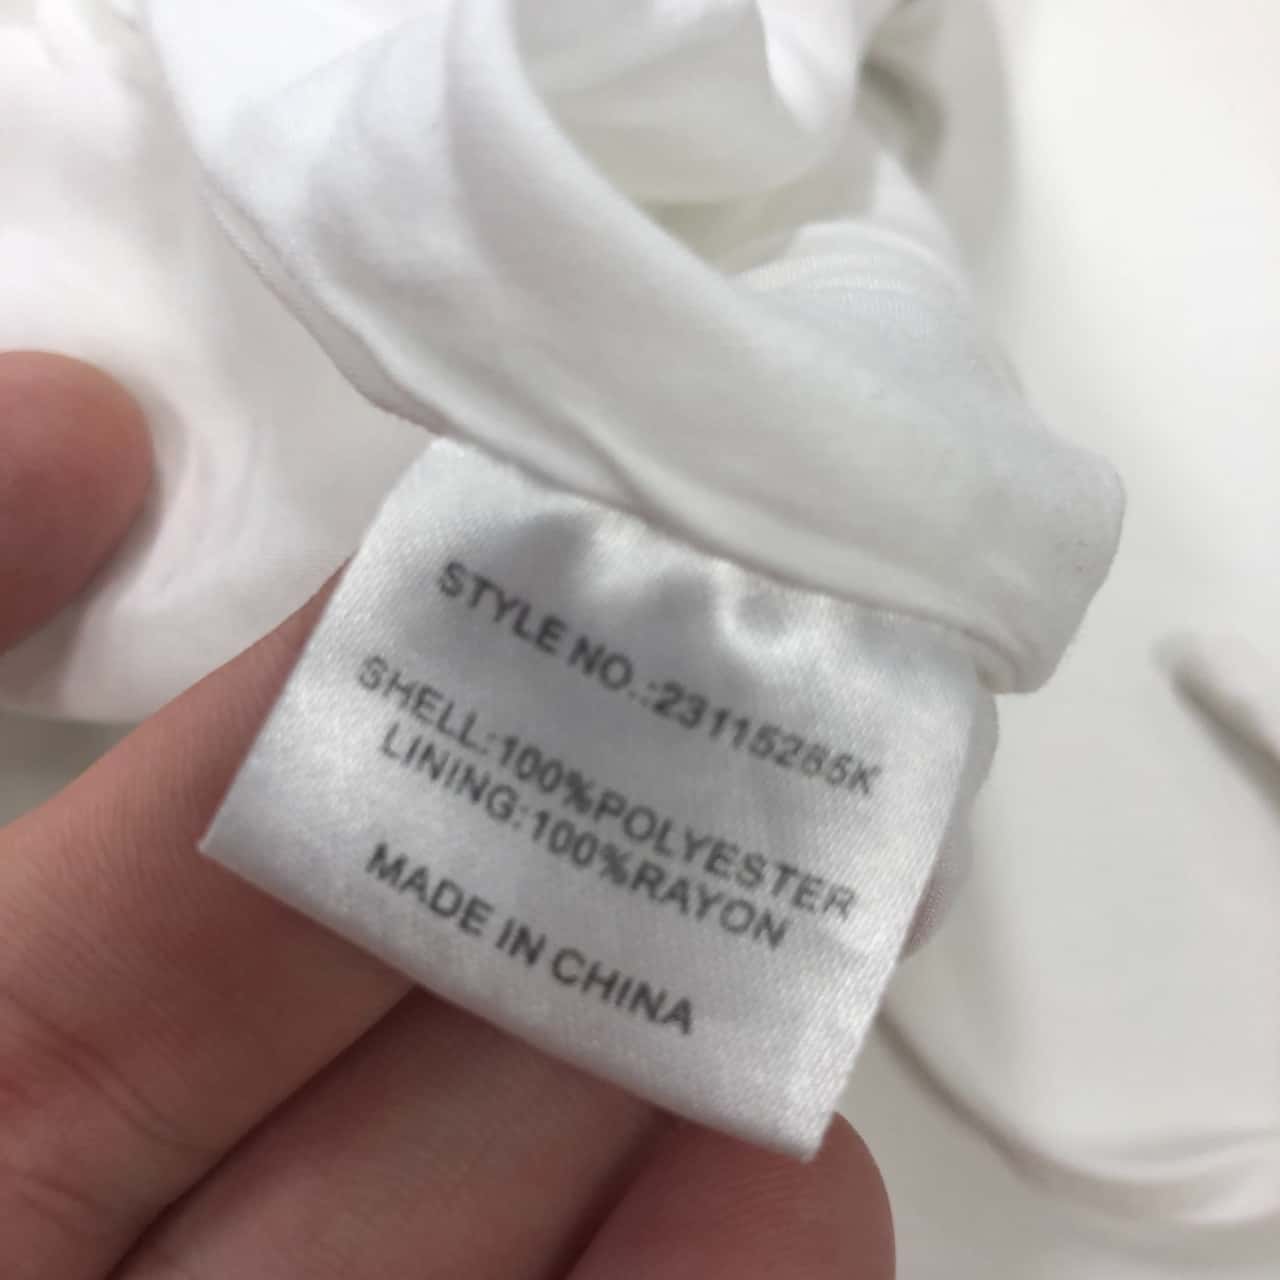 STYLE NO.:23115285K
SHELL:100%POLYESTER
LINING:100%RAYON
MADE IN CHINA